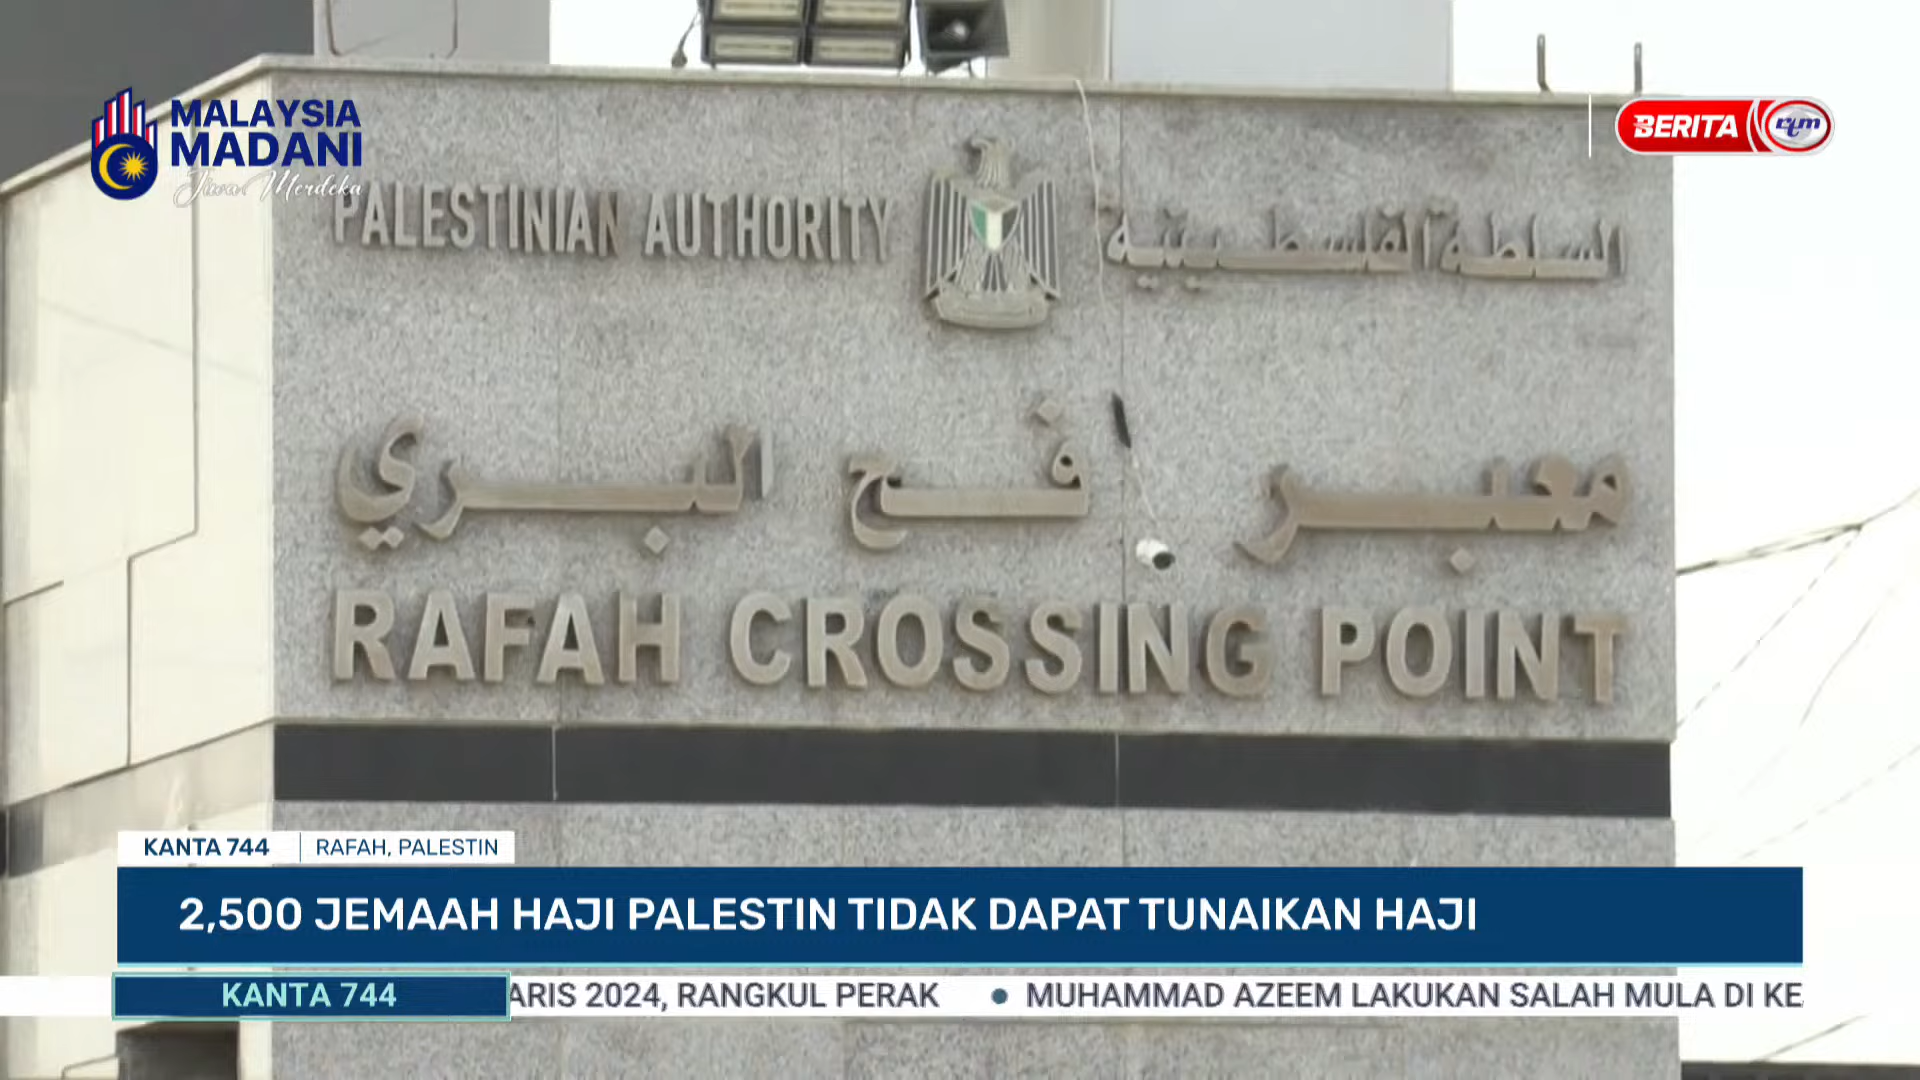 MALAYSIA
MADANI
Jiwa Merdeka
BERITA rtm
PALESTINIAN AUTHORITY
السلطة الفلسطينية
معبر رفح البري
RAFAH CROSSING POINT
KANTA 744 RAFAH, PALESTIN
2,500 JEMAAH HAJI PALESTIN TIDAK DAPAT TUNAIKAN HAJI
KANTA 744
ARIS 2024, RANGKUL PERAK • MUHAMMAD AZEEM LAKUKAN SALAH MULA DI